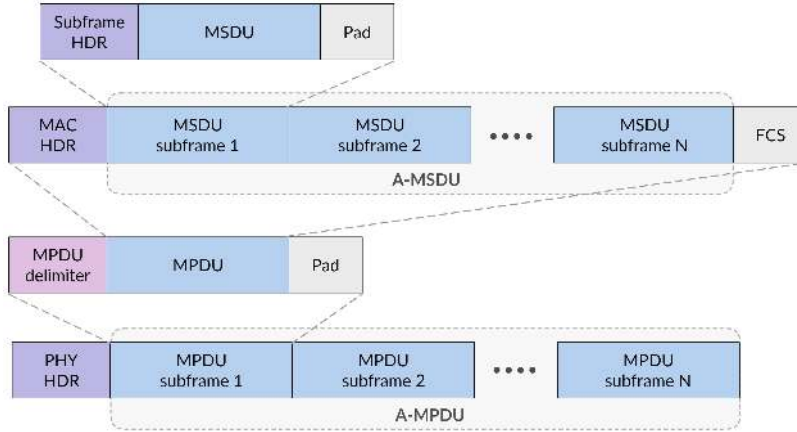 Subframe
HDR
MSDU
Pad
MAC
HDR
MSDU
subframe 1
MSDU
subframe 2
MSDU
subframe N
FCS
A-MSDU
MPDU
delimiter
MPDU
Pad
PHY
HDR
MPDU
subframe 1
MPDU
subframe 2
MPDU
subframe N
A-MPDU